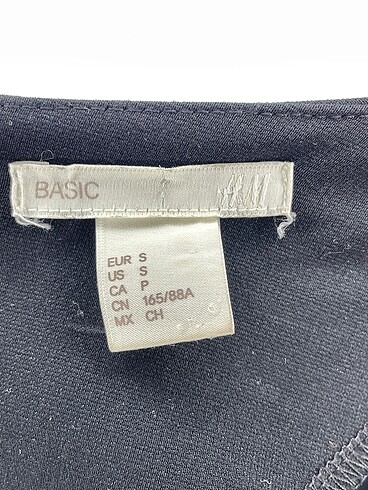 BASIC H&M
EUR S
US S
CA P
CN 165/88A
MX CH